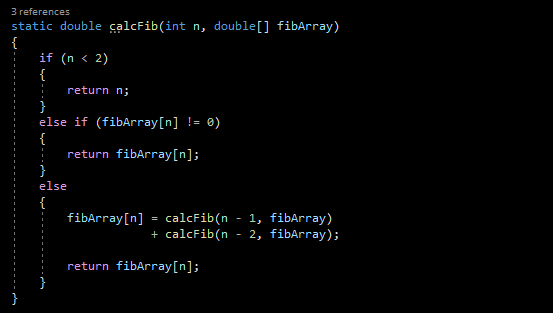 3 references
static double calcFib(int n, double[] fibArray)
{
    if (n < 2)
    {
        return n;
    }
    else if (fibArray[n] != 0)
    {
        return fibArray[n];
    }
    else
    {
        fibArray[n] = calcFib(n - 1, fibArray)
                    + calcFib(n - 2, fibArray);

        return fibArray[n];
    }
}